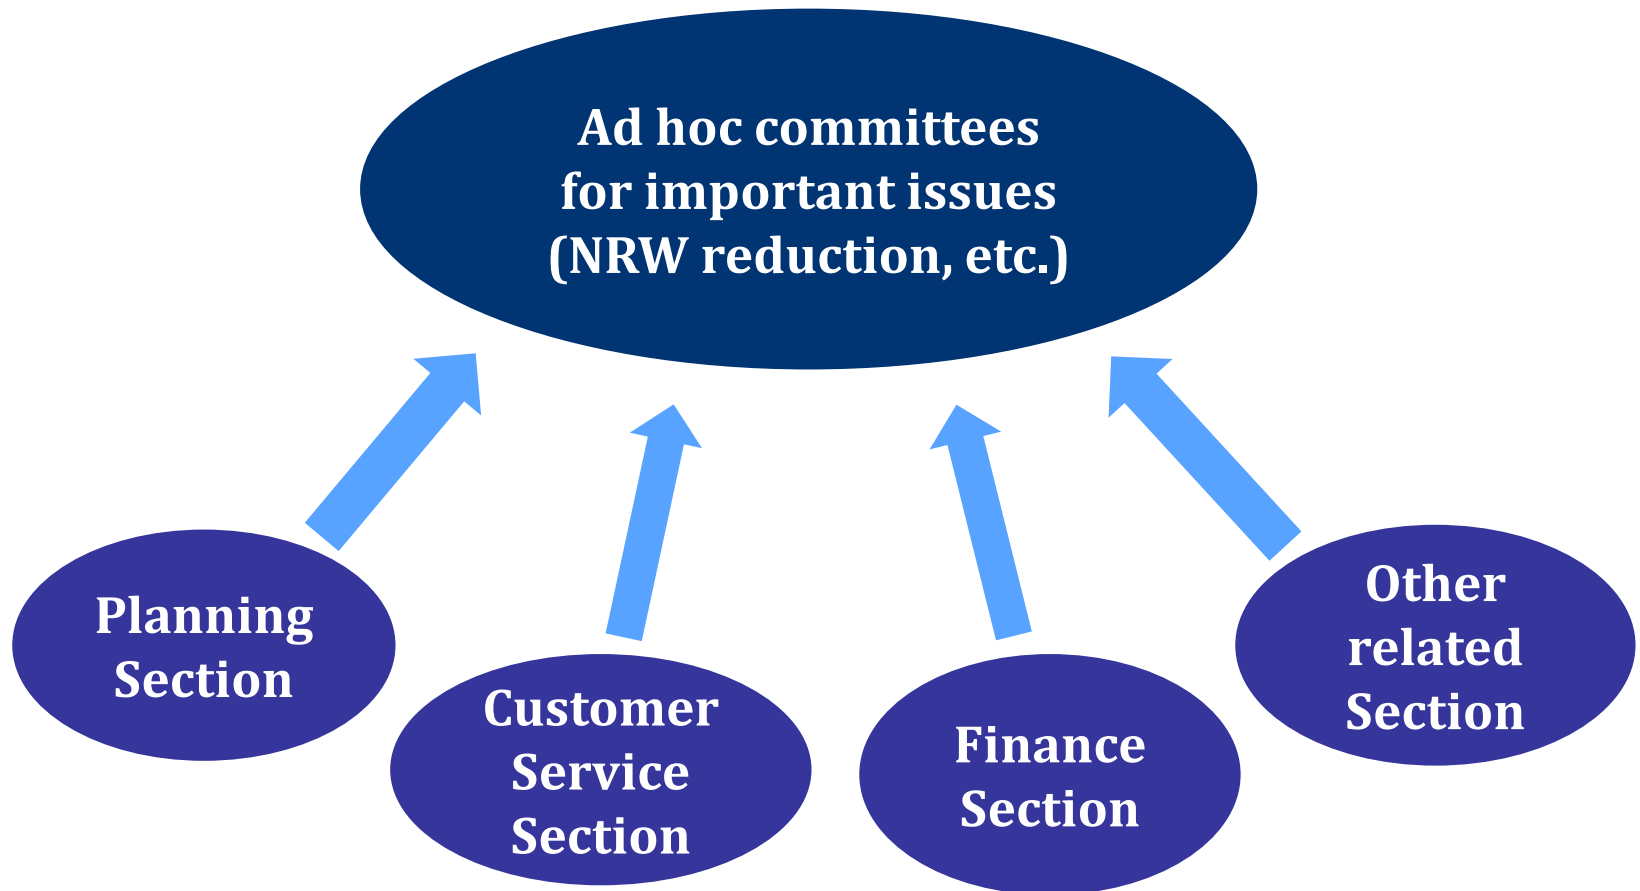 Ad hoc committees
for important issues
(NRW reduction, etc.)
Planning
Section
Customer
Service
Section
Finance
Section
Other
related
Section